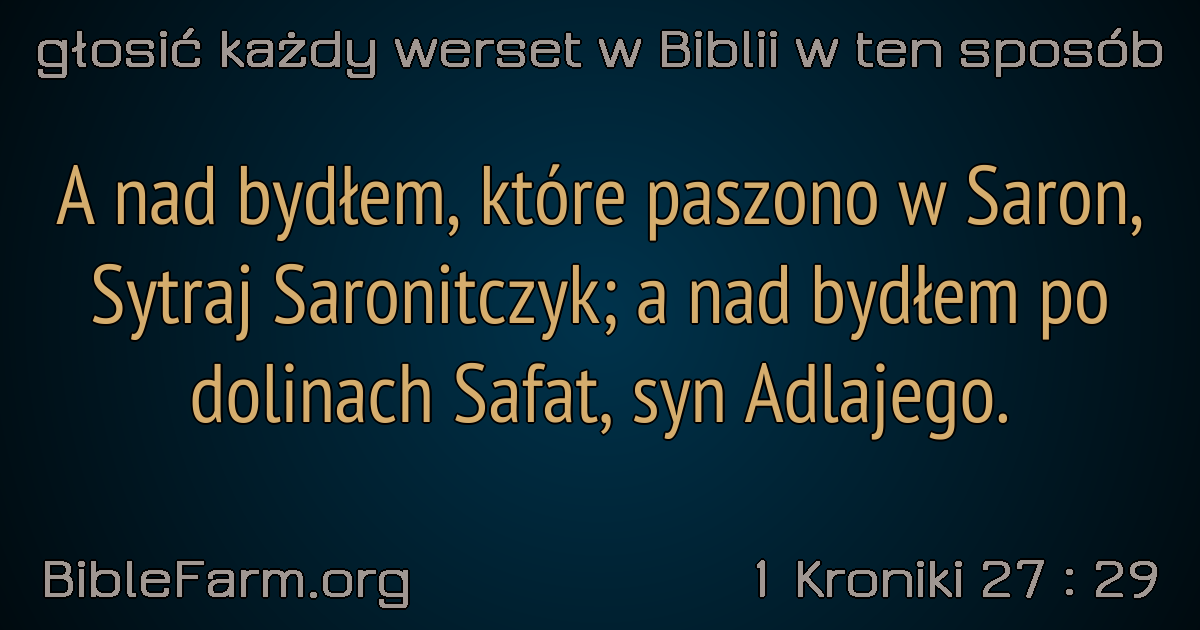 głosić każdy werset w Biblii w ten sposób
A nad bydłem, które paszono w Saron,
Sytraj Saronitczyk; a nad bydłem po
dolinach Safat, syn Adlajego.
BibleFarm.org
1 Kroniki 27 : 29